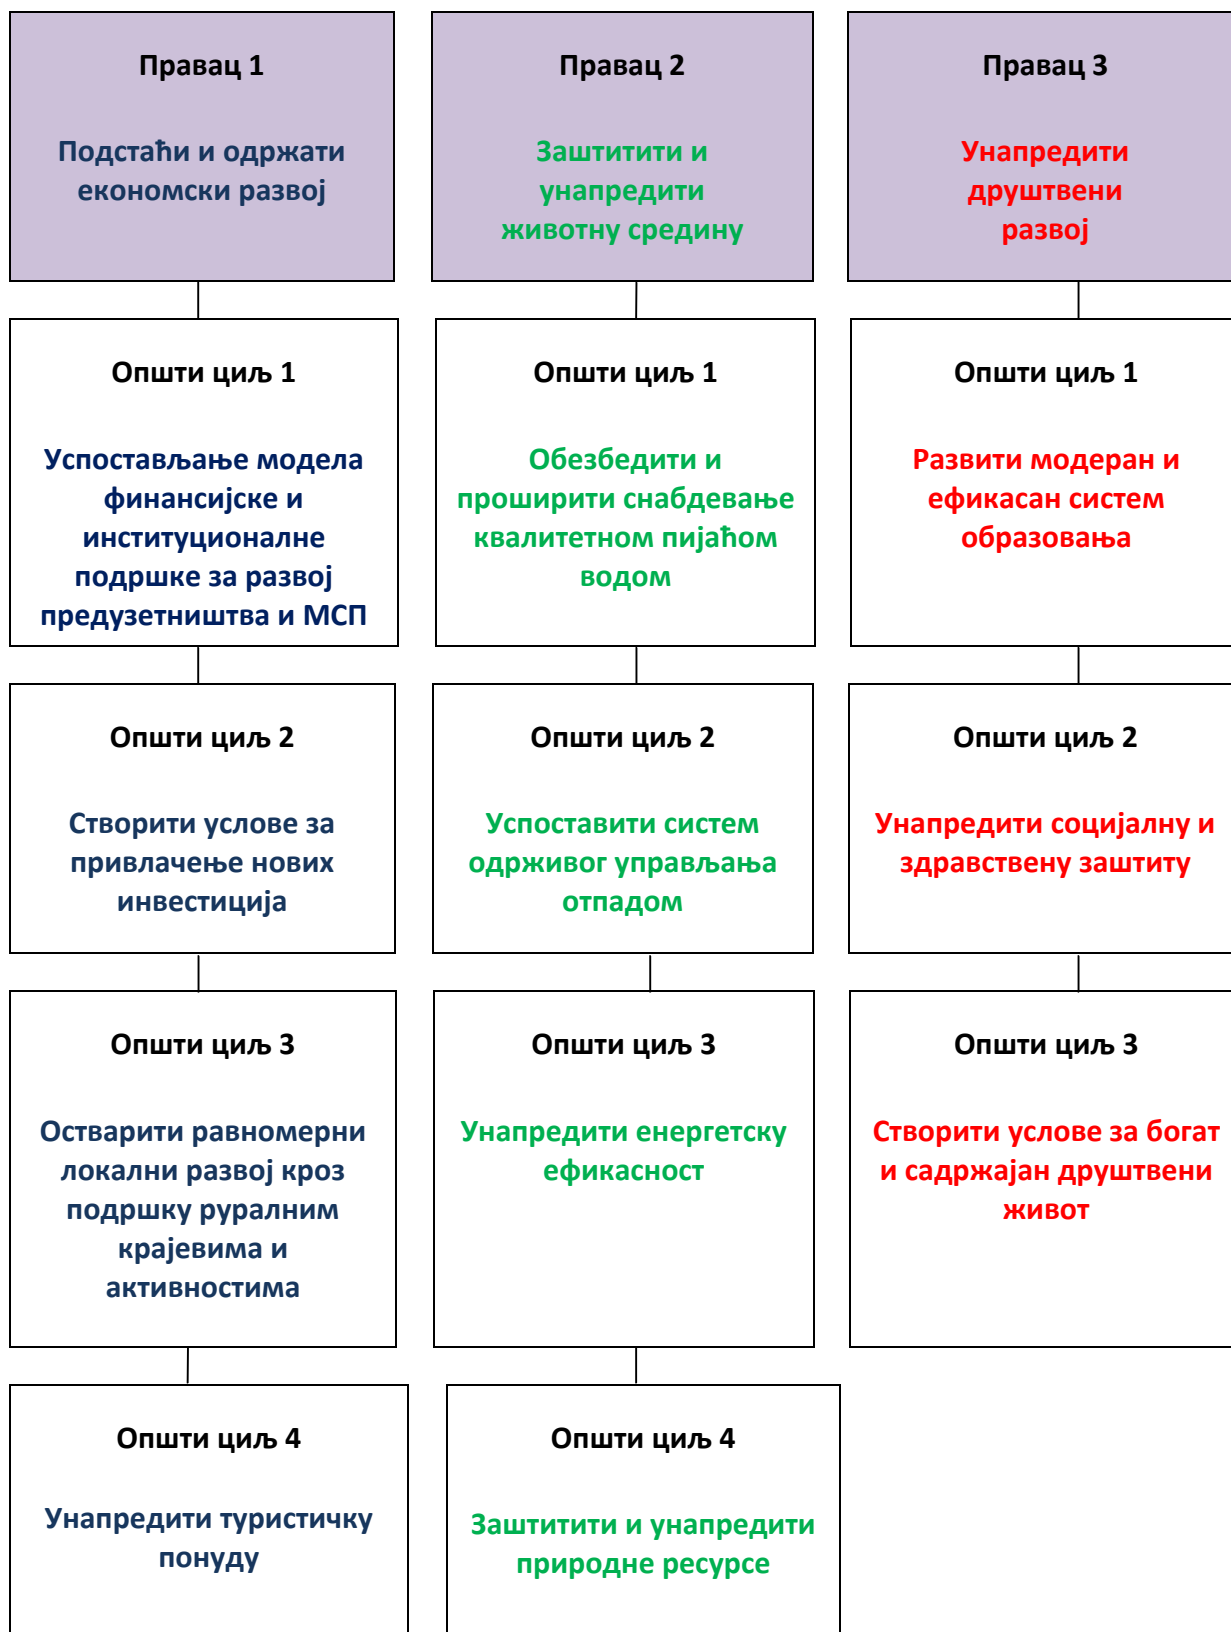 Правац 1
Подстаћи и одржати
економски развој
Правац 2
Заштитити и
унапредити
животну средину
Правац 3
Унапредити
друштвени
развој
Општи циљ 1
Успостављање модела
финансијске и
институционалне
подршке за развој
предузетништва и МСП
Општи циљ 1
Обезбедити и
проширити снабдевање
квалитетном пијаћом
водом
Општи циљ 1
Развити модеран и
ефикасан систем
образовања
Општи циљ 2
Створити услове за
привлачење нових
инвестиција
Општи циљ 2
Успоставити систем
одрживог управљања
отпадом
Општи циљ 2
Унапредити социјалну и
здравствену заштиту
Општи циљ 3
Остварити равномерни
локални развој кроз
подршку руралним
крајевима и
активностима
Општи циљ 3
Унапредити енергетску
ефикасност
Општи циљ 3
Створити услове за богат
и садржајан друштвени
живот
Општи циљ 4
Унапредити туристичку
понуду
Општи циљ 4
Заштитити и унапредити
природне ресурсе